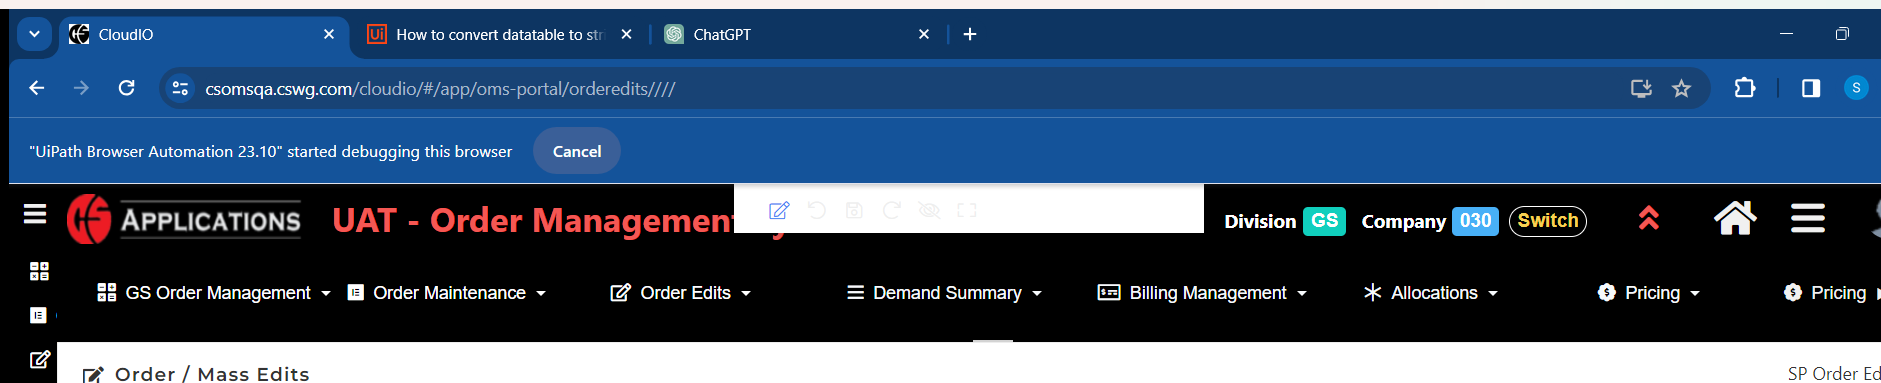 CloudIO
How to convert datatable to str
ChatGPT
csomsqa.cswg.com/cloudio/#/app/oms-portal/orderedits////
S
"UiPath Browser Automation 23.10" started debugging this browser
Cancel
APPLICATIONS
UAT - Order Management
Division GS Company 030 Switch
GS Order Management
Order Maintenance
Order Edits
Demand Summary
Billing Management
Allocations
Pricing
Pricing
Order / Mass Edits
SP Order Ed